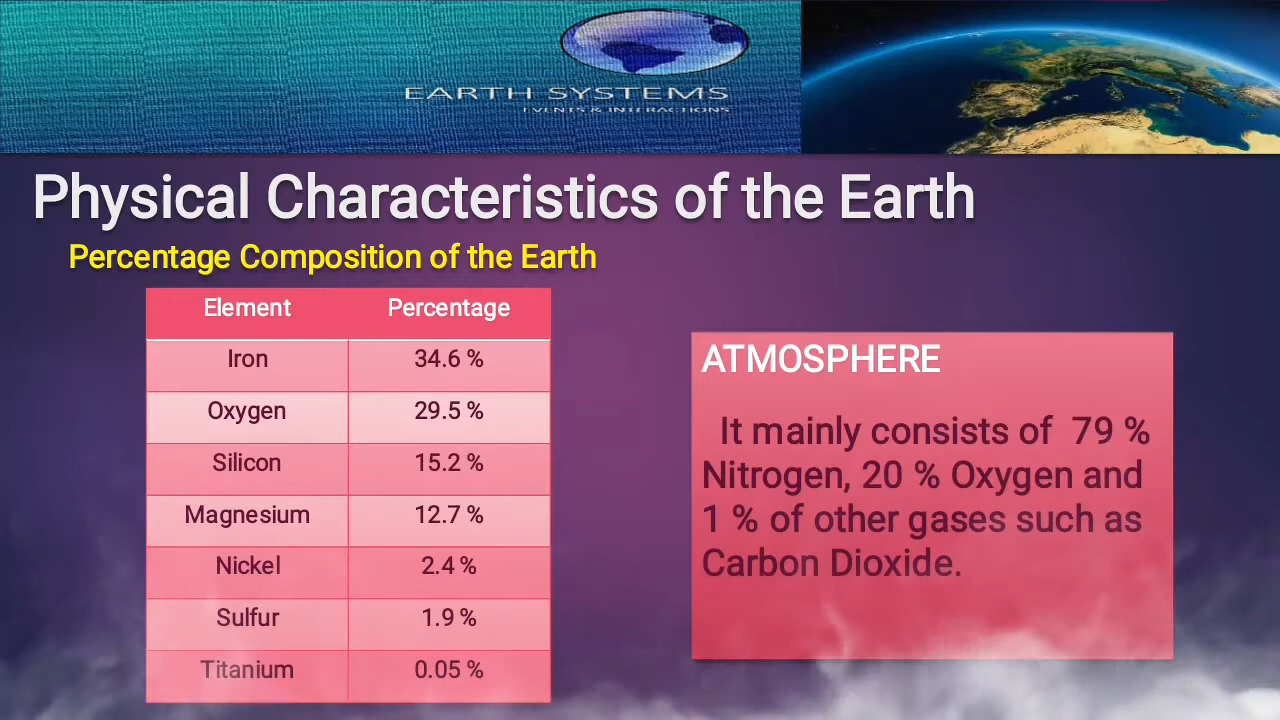 EARTH SYSTEMS
EVENTS & INTERACTIONS
Physical Characteristics of the Earth
Percentage Composition of the Earth
Element Percentage
Iron 34.6 %
Oxygen 29.5 %
Silicon 15.2 %
Magnesium 12.7 %
Nickel 2.4 %
Sulfur 1.9 %
Titanium 0.05 %
ATMOSPHERE
It mainly consists of 79 %
Nitrogen, 20 % Oxygen and
1 % of other gases such as
Carbon Dioxide.